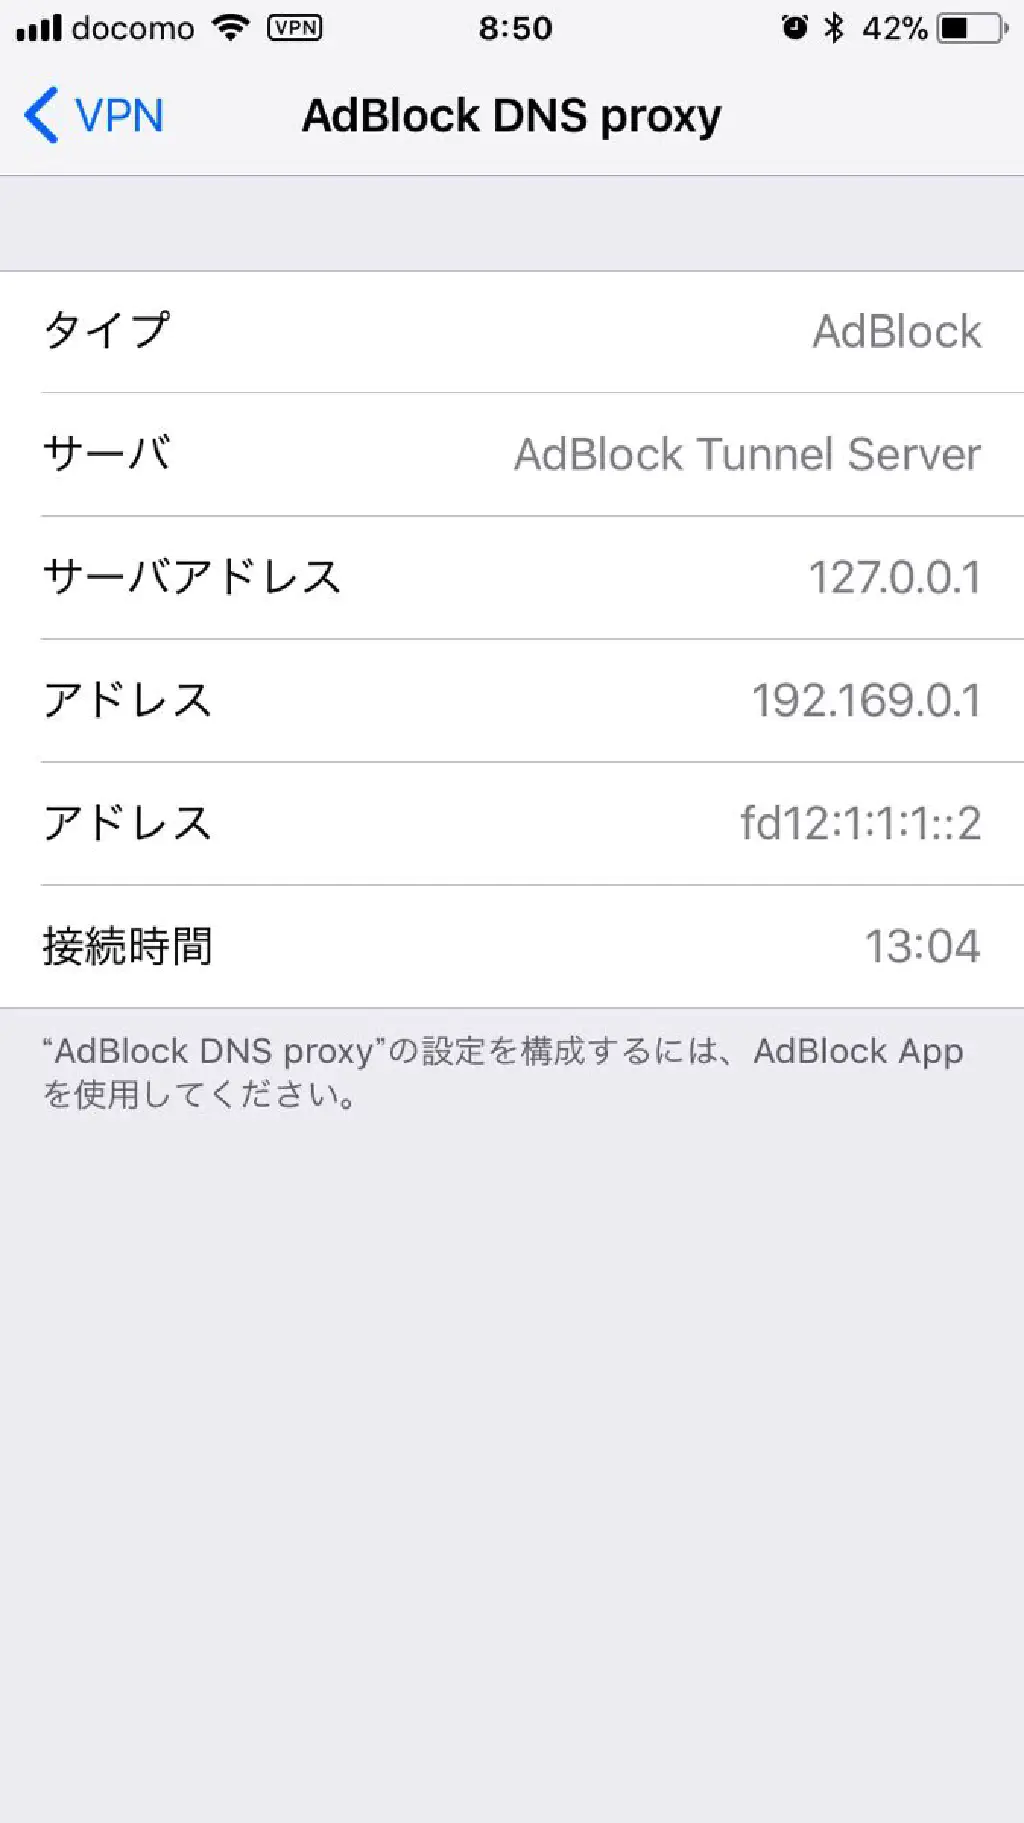 docomo VPN 8:50 42%
VPN AdBlock DNS proxy
タイプ AdBlock
サーバ AdBlock Tunnel Server
サーバアドレス 127.0.0.1
アドレス 192.169.0.1
アドレス fd12:1:1:1::2
接続時間 13:04
“AdBlock DNS proxy”の設定を構成するには、AdBlock App
を使用してください。